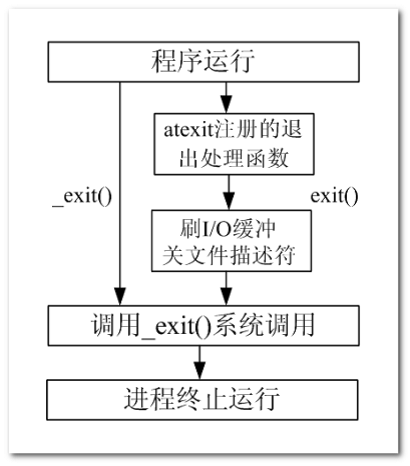 程序运行
atexit注册的退
出处理函数
_exit()
exit()
刷I/O缓冲
关文件描述符
调用_exit()系统调用
进程终止运行